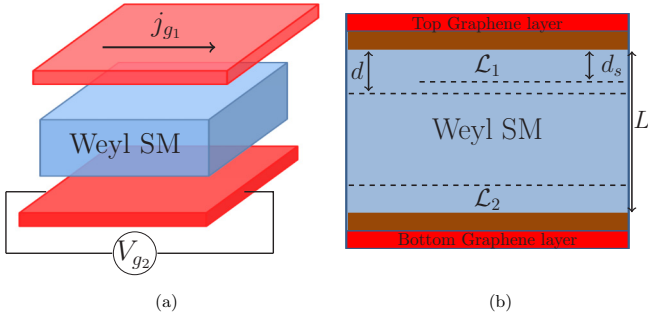 j_{g_1}
Weyl SM
V_{g_2}
(a)
Top Graphene layer
d
ℒ_1
d_s
Weyl SM
L
ℒ_2
Bottom Graphene layer
(b)